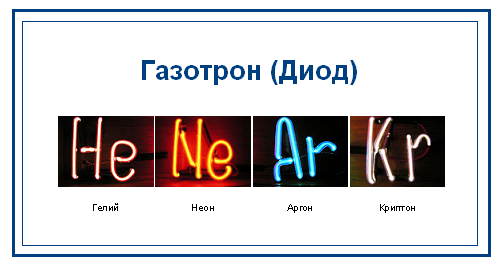 Газотрон (Диод)
He Ne Ar Kr
Гелий Неон Аргон Криптон